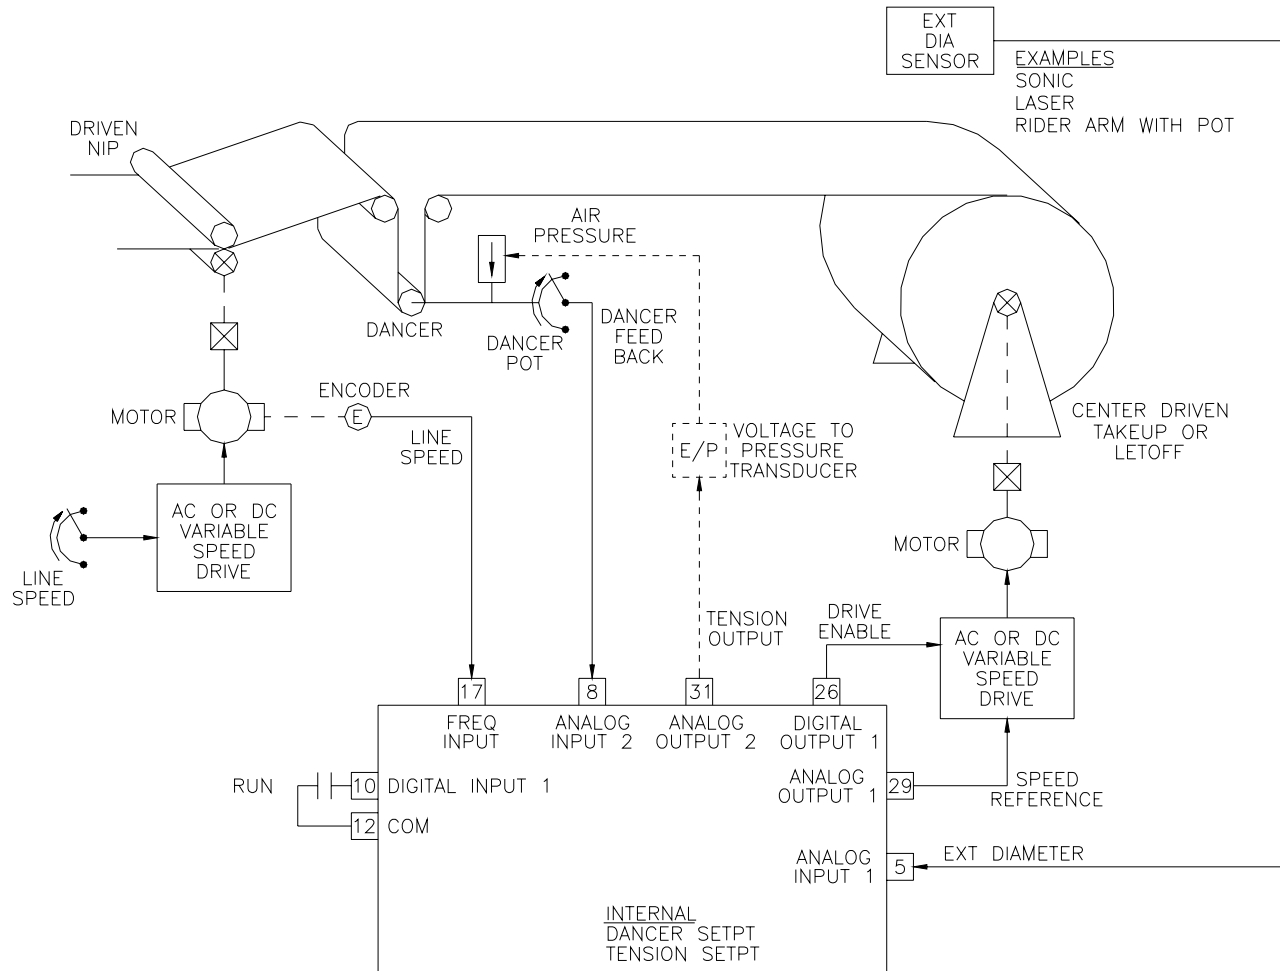 EXT
DIA
SENSOR
EXAMPLES
SONIC
LASER
RIDER ARM WITH POT
DRIVEN
NIP
AIR
PRESSURE
DANCER
DANCER
POT
DANCER
FEED
BACK
MOTOR
ENCODER
E
LINE
SPEED
E/P
VOLTAGE TO
PRESSURE
TRANSDUCER
CENTER DRIVEN
TAKEUP OR
LETOFF
AC OR DC
VARIABLE
SPEED
DRIVE
LINE
SPEED
MOTOR
TENSION
OUTPUT
DRIVE
ENABLE
AC OR DC
VARIABLE
SPEED
DRIVE
17
8
31
26
FREQ
INPUT
ANALOG
INPUT 2
ANALOG
OUTPUT 2
DIGITAL
OUTPUT 1
RUN
10
DIGITAL INPUT 1
12
COM
ANALOG
OUTPUT 1
29
SPEED
REFERENCE
ANALOG
INPUT 1
5
EXT DIAMETER
INTERNAL
DANCER SETPT
TENSION SETPT